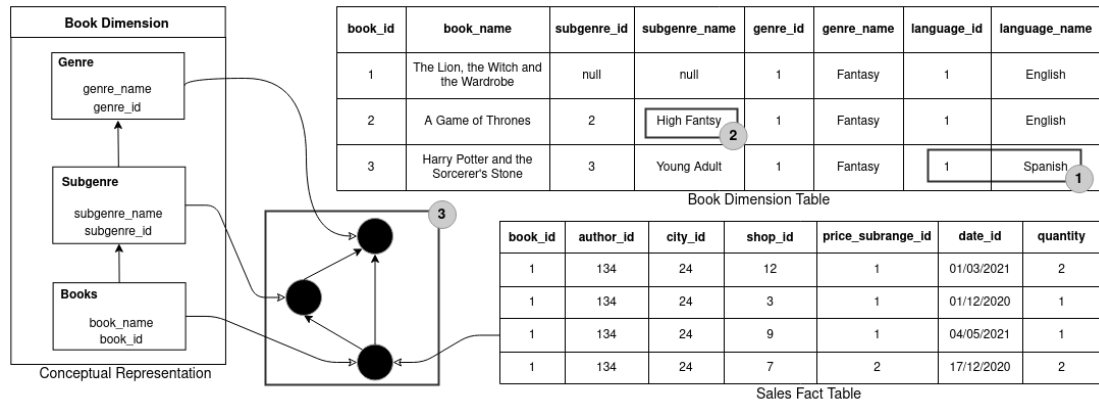 Book Dimension
Genre
genre_name
genre_id
Subgenre
subgenre_name
subgenre_id
Books
book_name
book_id
Conceptual Representation
3
book_id book_name subgenre_id subgenre_name genre_id genre_name language_id language_name
1 The Lion, the Witch and the Wardrobe null null 1 Fantasy 1 English
2 A Game of Thrones 2 High Fantsy 1 Fantasy 1 English
2
3 Harry Potter and the Sorcerer's Stone 3 Young Adult 1 Fantasy 1 Spanish
1
Book Dimension Table
book_id author_id city_id shop_id price_subrange_id date_id quantity
1 134 24 12 1 01/03/2021 2
1 134 24 3 1 01/12/2020 1
1 134 24 9 1 04/05/2021 1
1 134 24 7 2 17/12/2020 2
Sales Fact Table